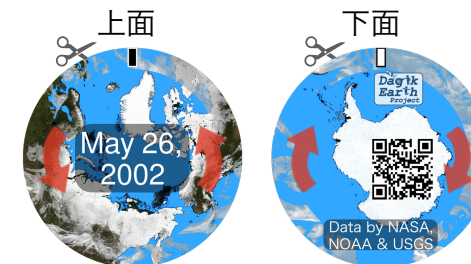 上面
下面
May 26,
2002
Dagik
Earth
Project
Data by NASA,
NOAA & USGS